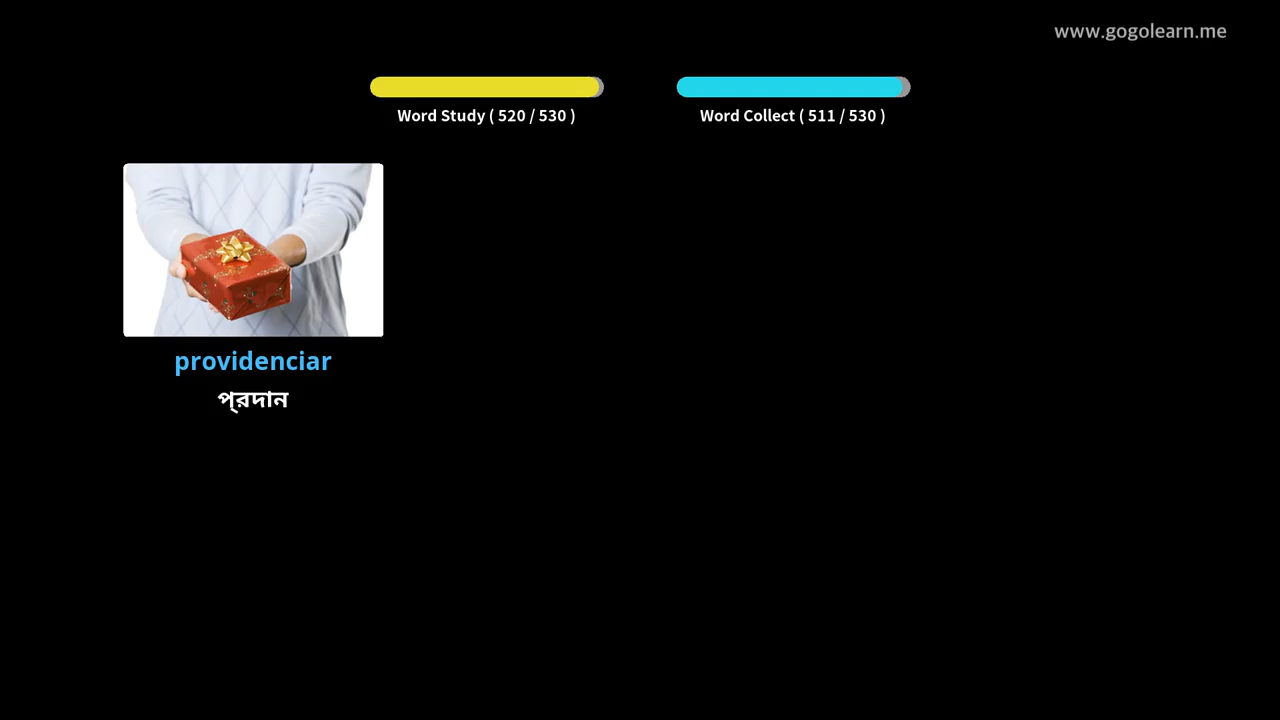 www.gogolearn.me
Word Study ( 520 / 530 )
Word Collect ( 511 / 530 )
providenciar
প্রদান